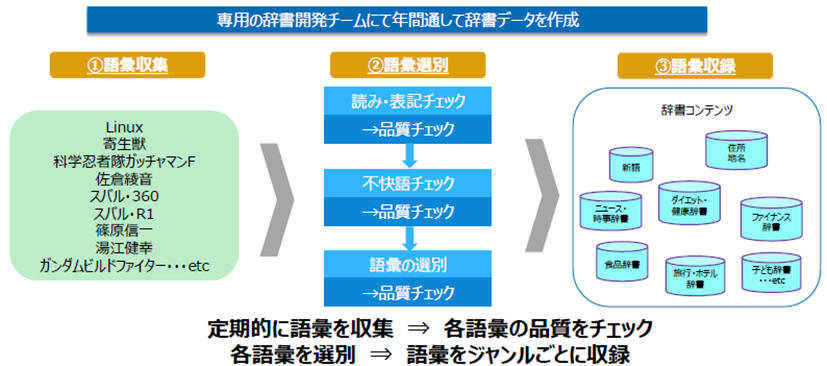 専用の辞書開発チームにて年間通して辞書データを作成
①語彙収集
②語彙選別
③語彙収録
Linux
寄生獣
科学忍者隊ガッチャマンF
佐倉綾音
スバル・360
スバル・R1
篠原信一
湯江健幸
ガンダムビルドファイター・・・etc
読み・表記チェック
→品質チェック
不快語チェック
→品質チェック
語彙の選別
→品質チェック
辞書コンテンツ
住所
地名
新語
ダイエット・
健康辞書
ニュース・
時事辞書
ファイナンス
辞書
食品辞書
旅行・ホテル
辞書
子ども辞書
・・・etc
定期的に語彙を収集 ⇒ 各語彙の品質をチェック
各語彙を選別 ⇒ 語彙をジャンルごとに収録